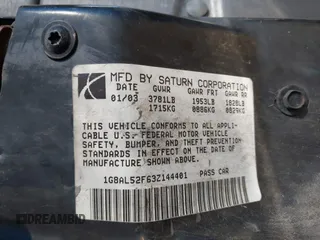 MFD BY SATURN CORPORATION
DATE GVWR GAWR FRT GAWR RR
01/03 3781LB 1953LB 1828LB
1715KG 0886KG 0829KG
THIS VEHICLE CONFORMS TO ALL APPLI-
CABLE U.S. FEDERAL MOTOR VEHICLE
SAFETY, BUMPER, AND THEFT PREVENTION
STANDARDS IN EFFECT ON THE DATE OF
MANUFACTURE SHOWN ABOVE.
1G8AL52F63Z144401 PASS CAR
DREAMBID